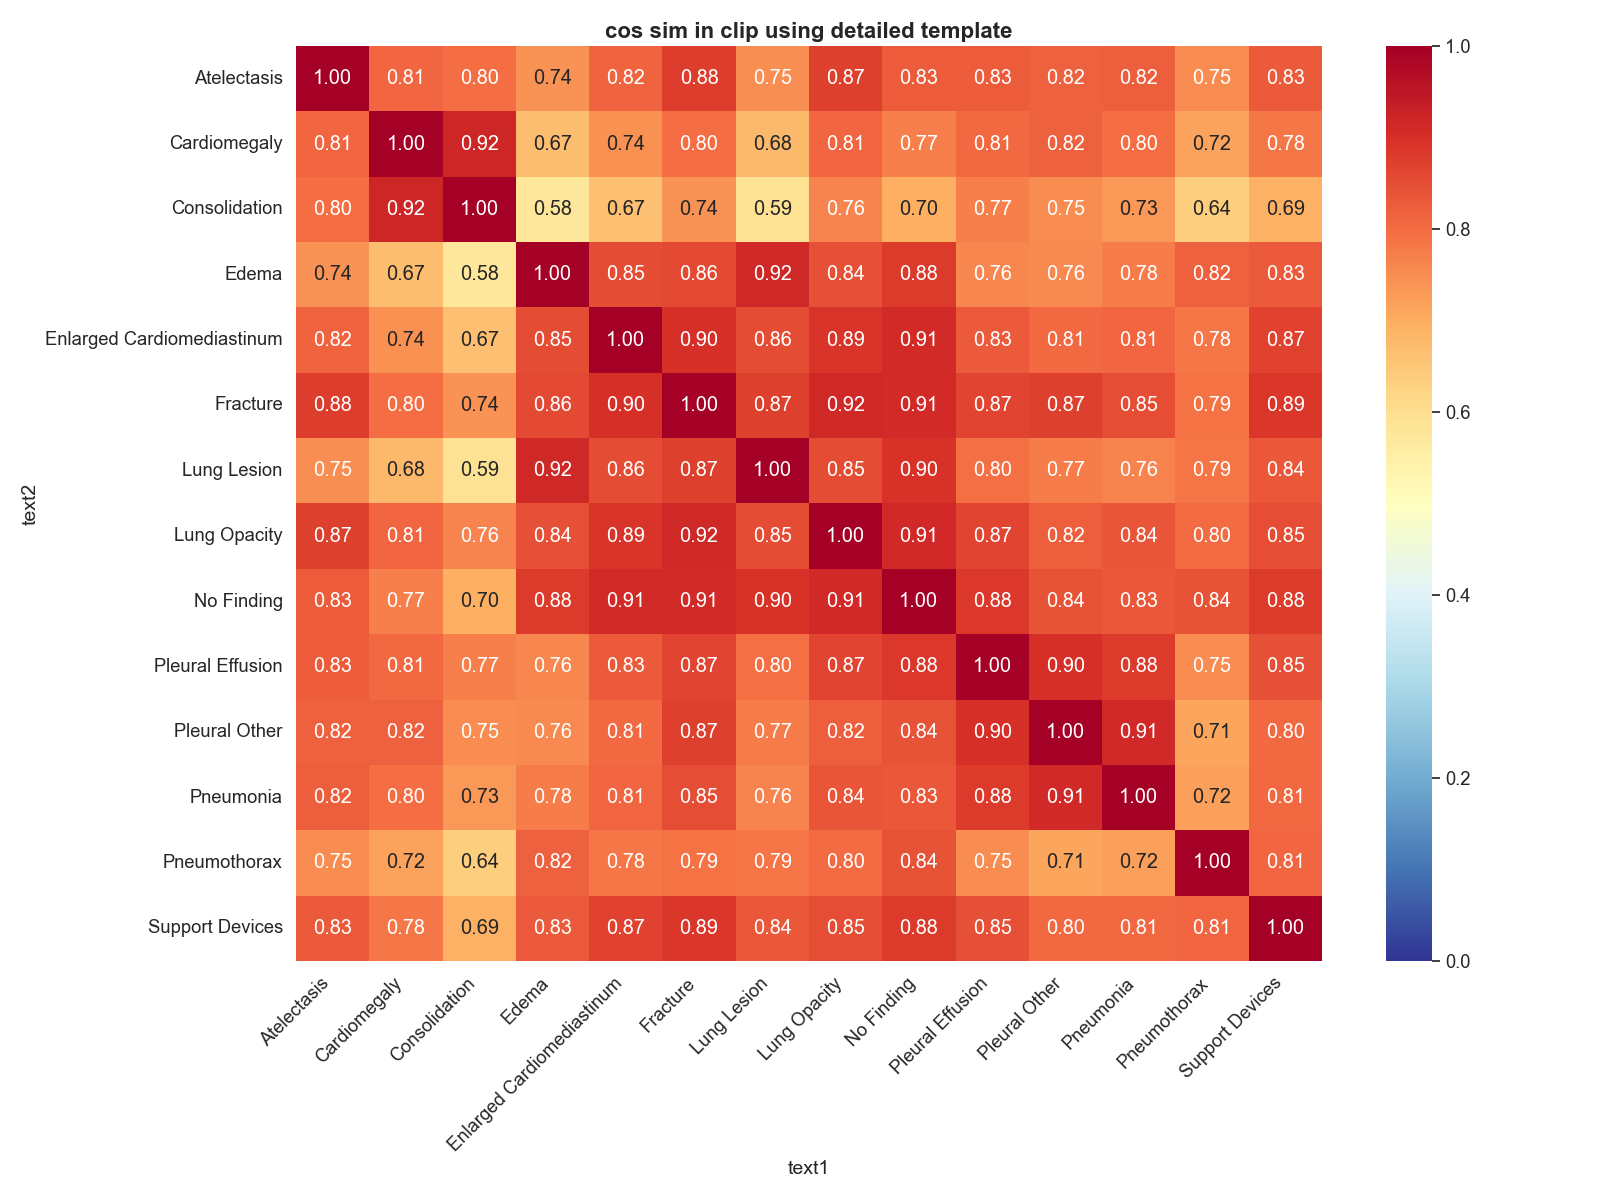 cos sim in clip using detailed template
Atelectasis 1.00 0.81 0.80 0.74 0.82 0.88 0.75 0.87 0.83 0.83 0.82 0.82 0.75 0.83
Cardiomegaly 0.81 1.00 0.92 0.67 0.74 0.80 0.68 0.81 0.77 0.81 0.82 0.80 0.72 0.78
Consolidation 0.80 0.92 1.00 0.58 0.67 0.74 0.59 0.76 0.70 0.77 0.75 0.73 0.64 0.69
Edema 0.74 0.67 0.58 1.00 0.85 0.86 0.92 0.84 0.88 0.76 0.76 0.78 0.82 0.83
Enlarged Cardiomediastinum 0.82 0.74 0.67 0.85 1.00 0.90 0.86 0.89 0.91 0.83 0.81 0.81 0.78 0.87
Fracture 0.88 0.80 0.74 0.86 0.90 1.00 0.87 0.92 0.91 0.87 0.87 0.85 0.79 0.89
Lung Lesion 0.75 0.68 0.59 0.92 0.86 0.87 1.00 0.85 0.90 0.80 0.77 0.76 0.79 0.84
Lung Opacity 0.87 0.81 0.76 0.84 0.89 0.92 0.85 1.00 0.91 0.87 0.82 0.84 0.80 0.85
No Finding 0.83 0.77 0.70 0.88 0.91 0.91 0.90 0.91 1.00 0.88 0.84 0.83 0.84 0.88
Pleural Effusion 0.83 0.81 0.77 0.76 0.83 0.87 0.80 0.87 0.88 1.00 0.90 0.88 0.75 0.85
Pleural Other 0.82 0.82 0.75 0.76 0.81 0.87 0.77 0.82 0.84 0.90 1.00 0.91 0.71 0.80
Pneumonia 0.82 0.80 0.73 0.78 0.81 0.85 0.76 0.84 0.83 0.88 0.91 1.00 0.72 0.81
Pneumothorax 0.75 0.72 0.64 0.82 0.78 0.79 0.79 0.80 0.84 0.75 0.71 0.72 1.00 0.81
Support Devices 0.83 0.78 0.69 0.83 0.87 0.89 0.84 0.85 0.88 0.85 0.80 0.81 0.81 1.00
text2
Atelectasis
Cardiomegaly
Consolidation
Edema
Enlarged Cardiomediastinum
Fracture
Lung Lesion
Lung Opacity
No Finding
Pleural Effusion
Pleural Other
Pneumonia
Pneumothorax
Support Devices
text1
1.0
0.8
0.6
0.4
0.2
0.0